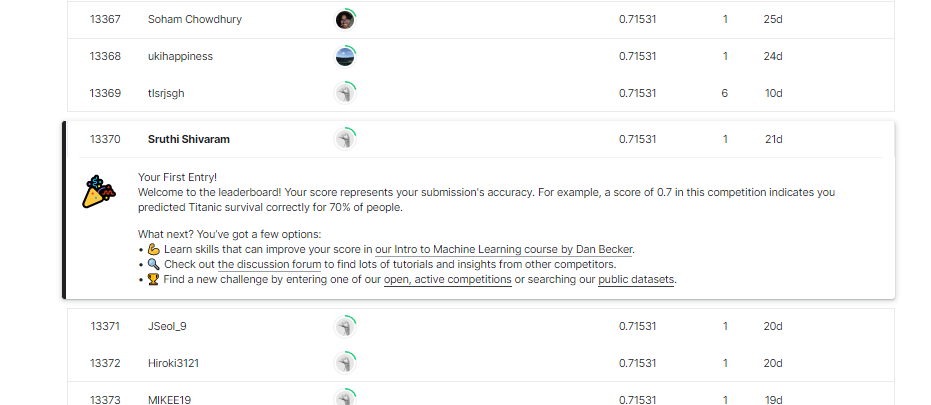 13367 Soham Chowdhury 0.71531 1 25d
13368 ukihappiness 0.71531 1 24d
13369 tlsrjsgh 0.71531 6 10d
13370 Sruthi Shivaram 0.71531 1 21d
Your First Entry!
Welcome to the leaderboard! Your score represents your submission's accuracy. For example, a score of 0.7 in this competition indicates you
predicted Titanic survival correctly for 70% of people.
What next? You've got a few options:
• 💪 Learn skills that can improve your score in our Intro to Machine Learning course by Dan Becker.
• 🔍 Check out the discussion forum to find lots of tutorials and insights from other competitors.
• 🏆 Find a new challenge by entering one of our open, active competitions or searching our public datasets.
13371 JSeol_9 0.71531 1 20d
13372 Hiroki3121 0.71531 1 20d
13373 MIKEE19 0.71531 1 19d